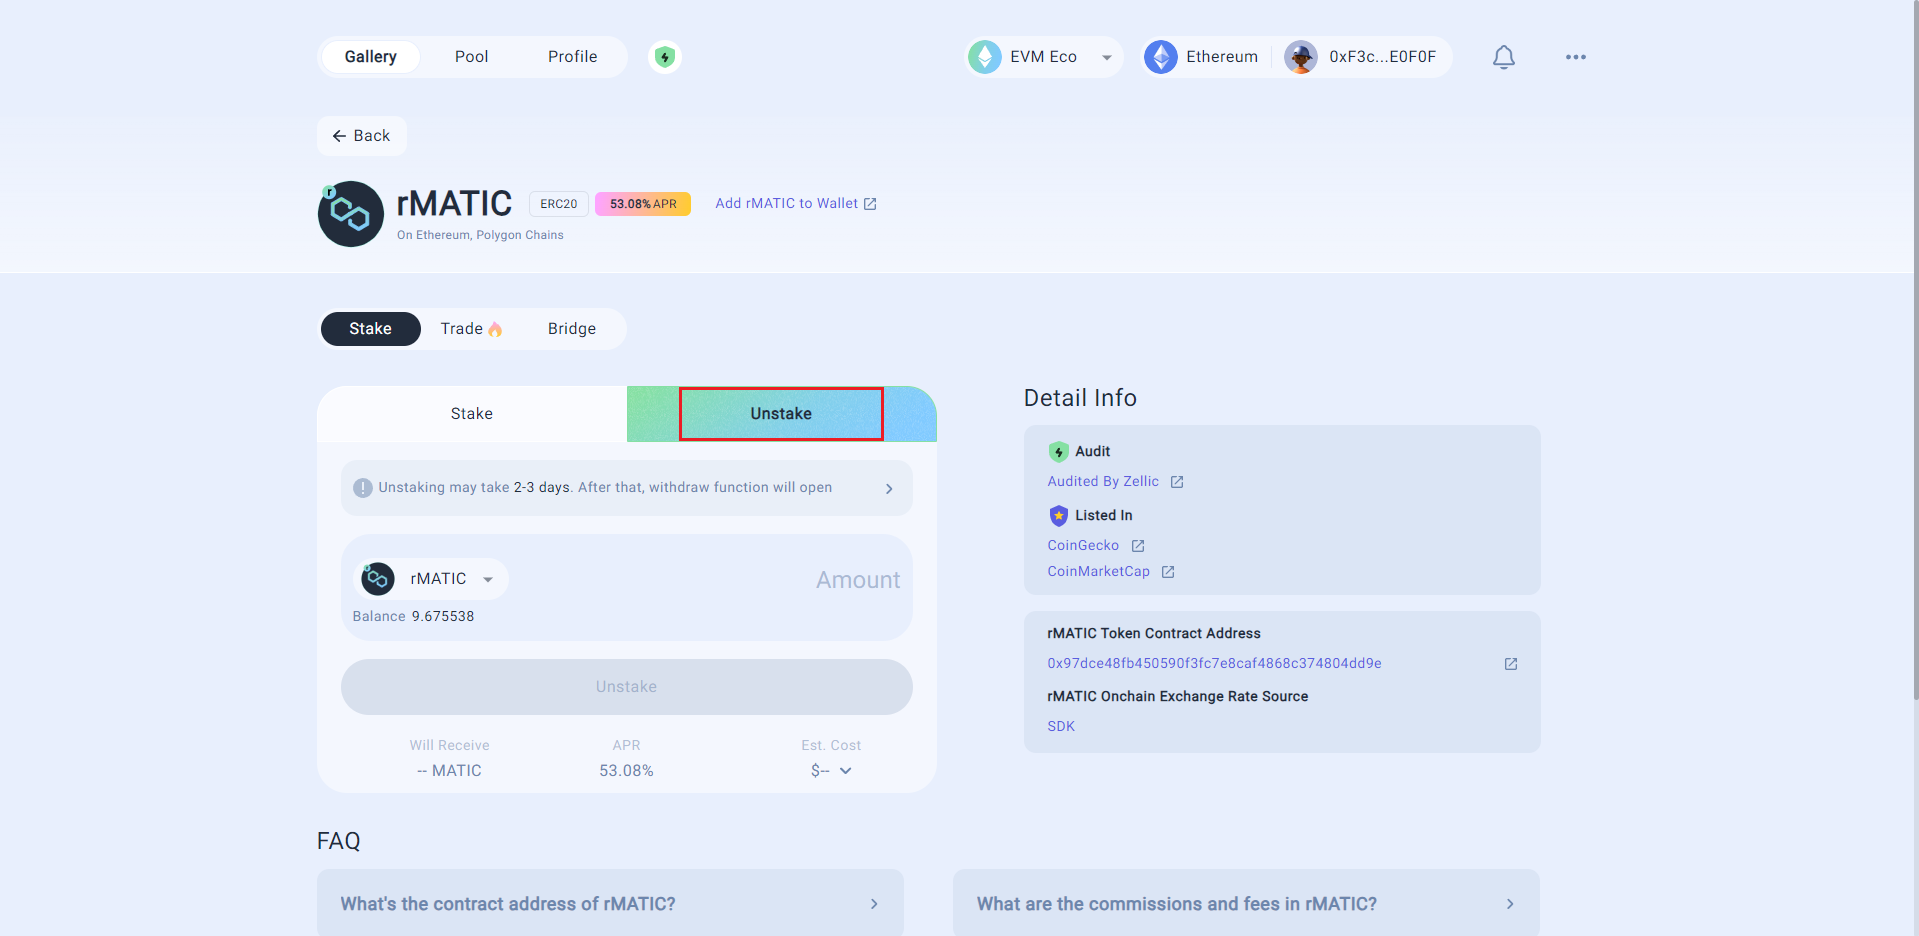 Gallery
Pool
Profile
EVM Eco
Ethereum
0xF3c...E0F0F
Back
r
rMATIC
ERC20
53.08% APR
Add rMATIC to Wallet
On Ethereum, Polygon Chains
Stake
Trade
Bridge
Stake
Unstake
Unstaking may take 2-3 days. After that, withdraw function will open
rMATIC
Amount
Balance 9.675538
Unstake
Will Receive
APR
Est. Cost
-- MATIC
53.08%
$--
Detail Info
Audit
Audited By Zellic
Listed In
CoinGecko
CoinMarketCap
rMATIC Token Contract Address
0x97dce48fb450590f3fc7e8caf4868c374804dd9e
rMATIC Onchain Exchange Rate Source
SDK
FAQ
What's the contract address of rMATIC?
What are the commissions and fees in rMATIC?